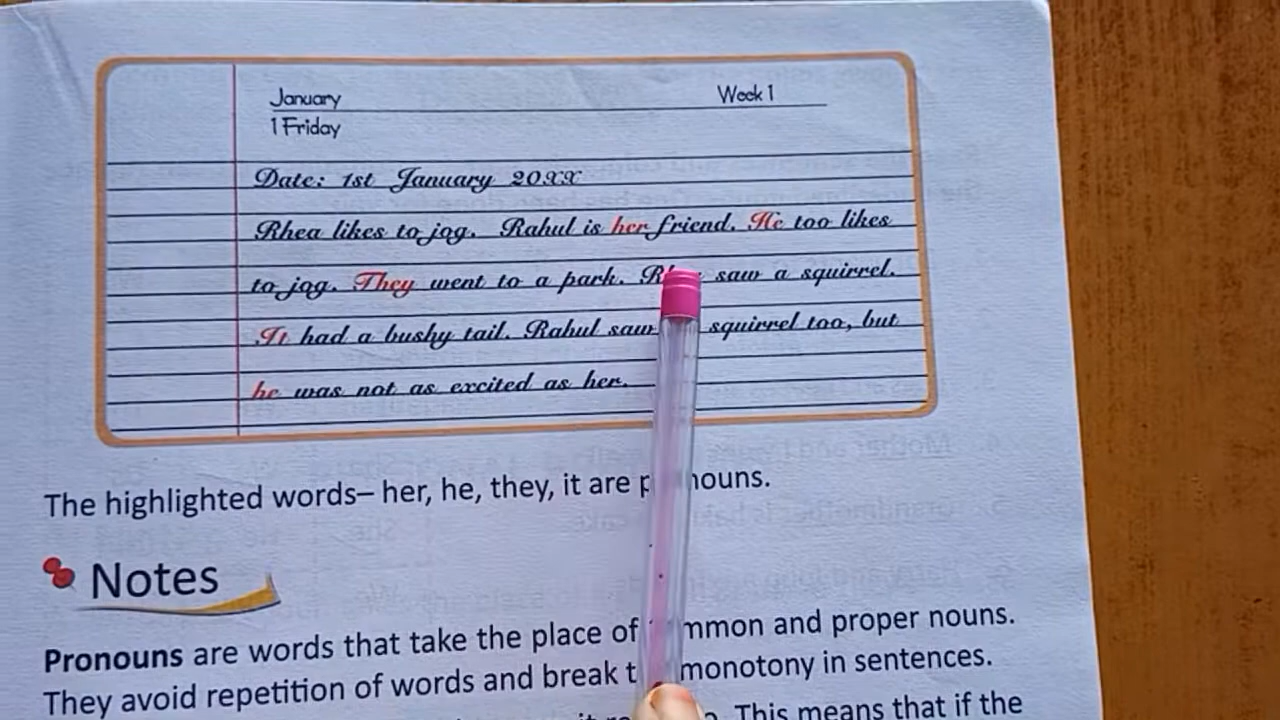 January Week 1
1 Friday
Date: 1st January 20XX
Rhea likes to jog. Rahul is her friend. He too likes
to jog. They went to a park. saw a squirrel.
It had a bushy tail. Rahul saw squirrel too, but
he was not as excited as her.
The highlighted words– her, he, they, it are pronouns.
Notes
Pronouns are words that take the place of common and proper nouns.
They avoid repetition of words and break the monotony in sentences.
This means that if the